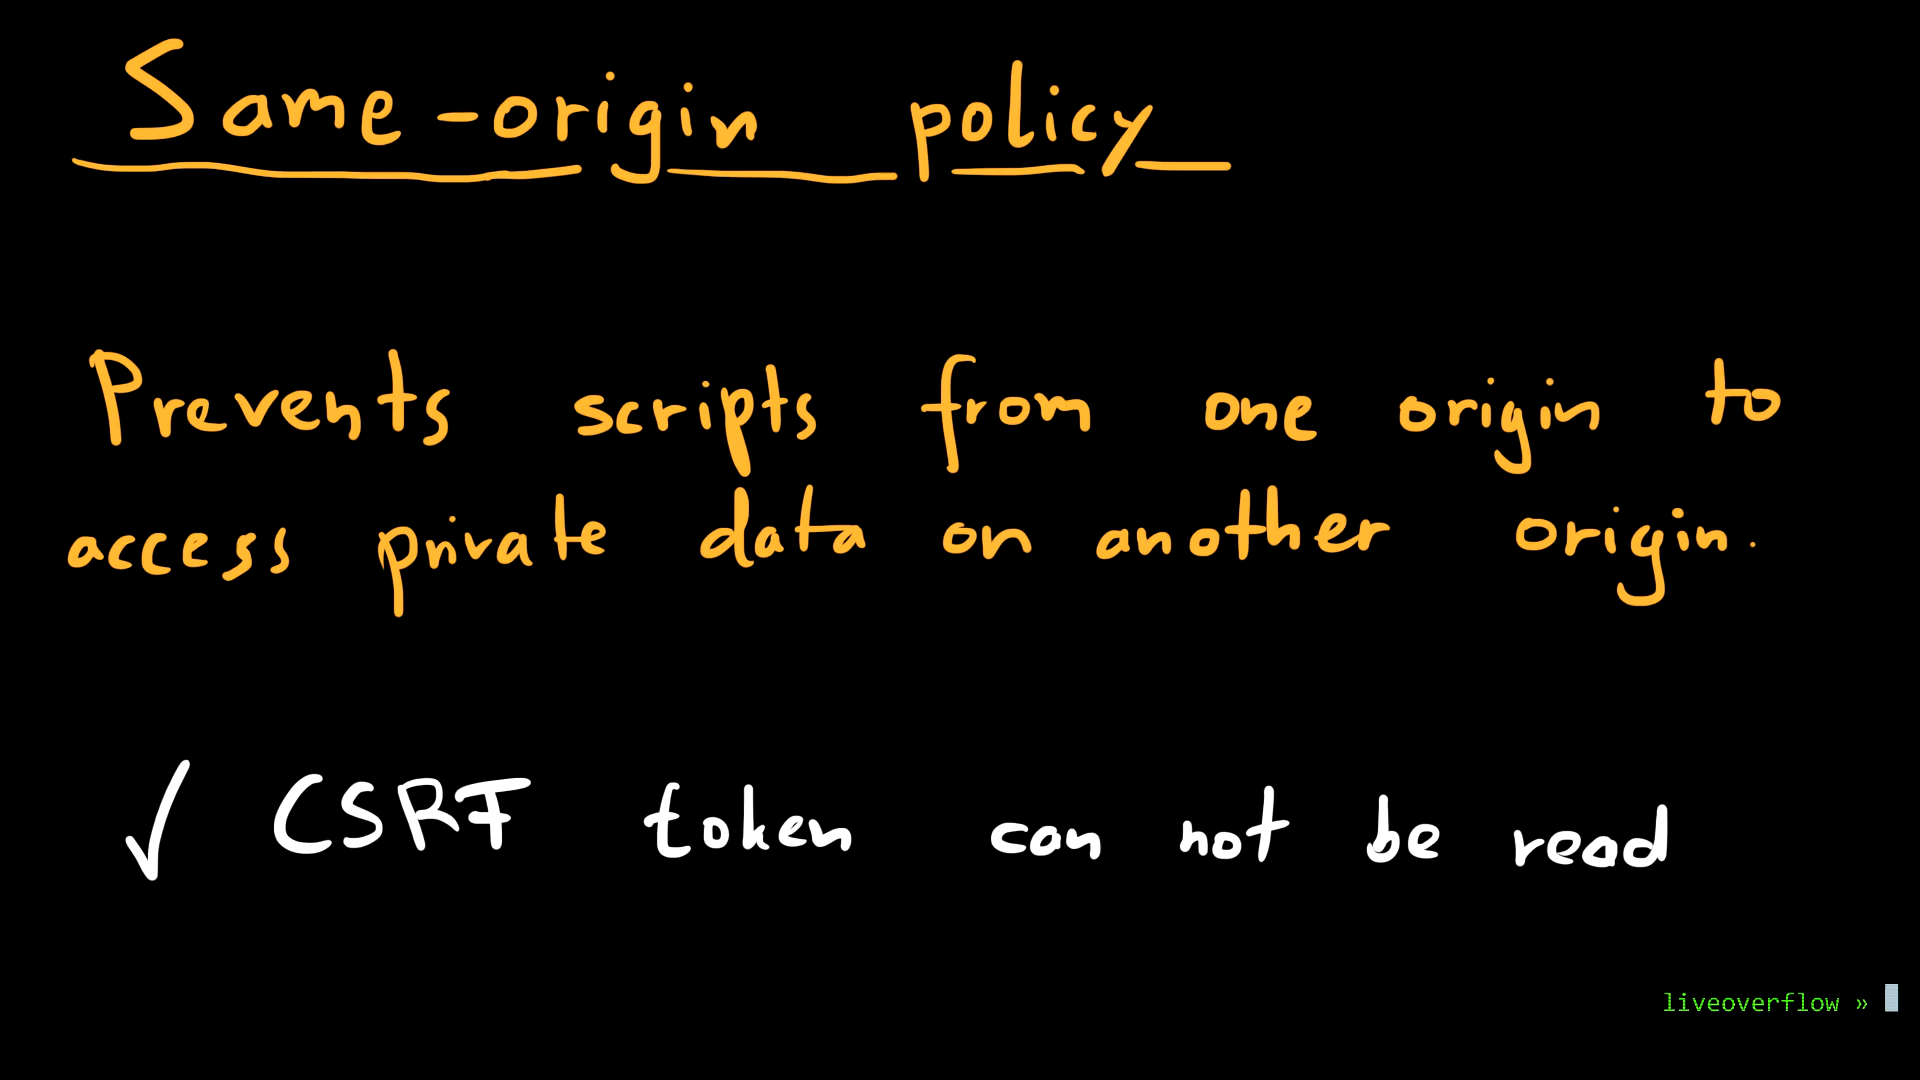 Same-origin policy
Prevents scripts from one origin to
access private data on another origin.
✓ CSRF token can not be read
liveoverflow »